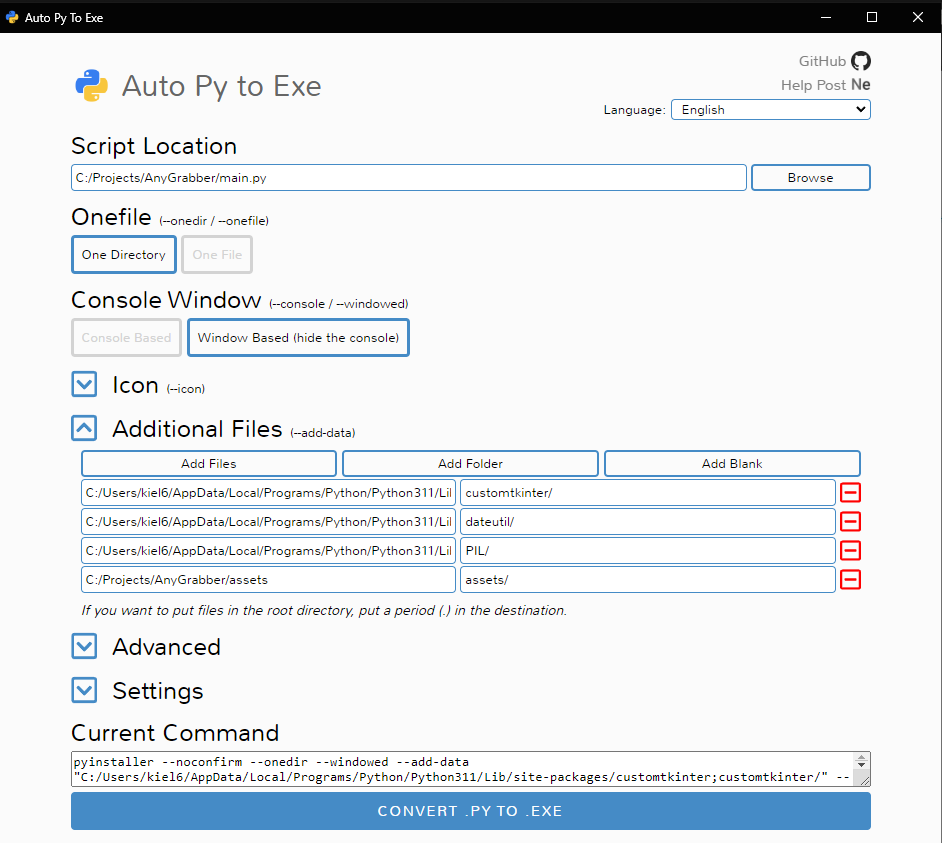 Auto Py To Exe
GitHub
Help Post Ne
Auto Py to Exe
Language: English
Script Location
C:/Projects/AnyGrabber/main.py Browse
Onefile (--onedir / --onefile)
One Directory One File
Console Window (--console / --windowed)
Console Based Window Based (hide the console)
Icon (--icon)
Additional Files (--add-data)
Add Files Add Folder Add Blank
C:/Users/kiel6/AppData/Local/Programs/Python/Python311/Lil customtkinter/
C:/Users/kiel6/AppData/Local/Programs/Python/Python311/Lil dateutil/
C:/Users/kiel6/AppData/Local/Programs/Python/Python311/Lil PIL/
C:/Projects/AnyGrabber/assets assets/
If you want to put files in the root directory, put a period (.) in the destination.
Advanced
Settings
Current Command
pyinstaller --noconfirm --onedir --windowed --add-data
"C:/Users/kiel6/AppData/Local/Programs/Python/Python311/Lib/site-packages/customtkinter;customtkinter/" --
CONVERT .PY TO .EXE